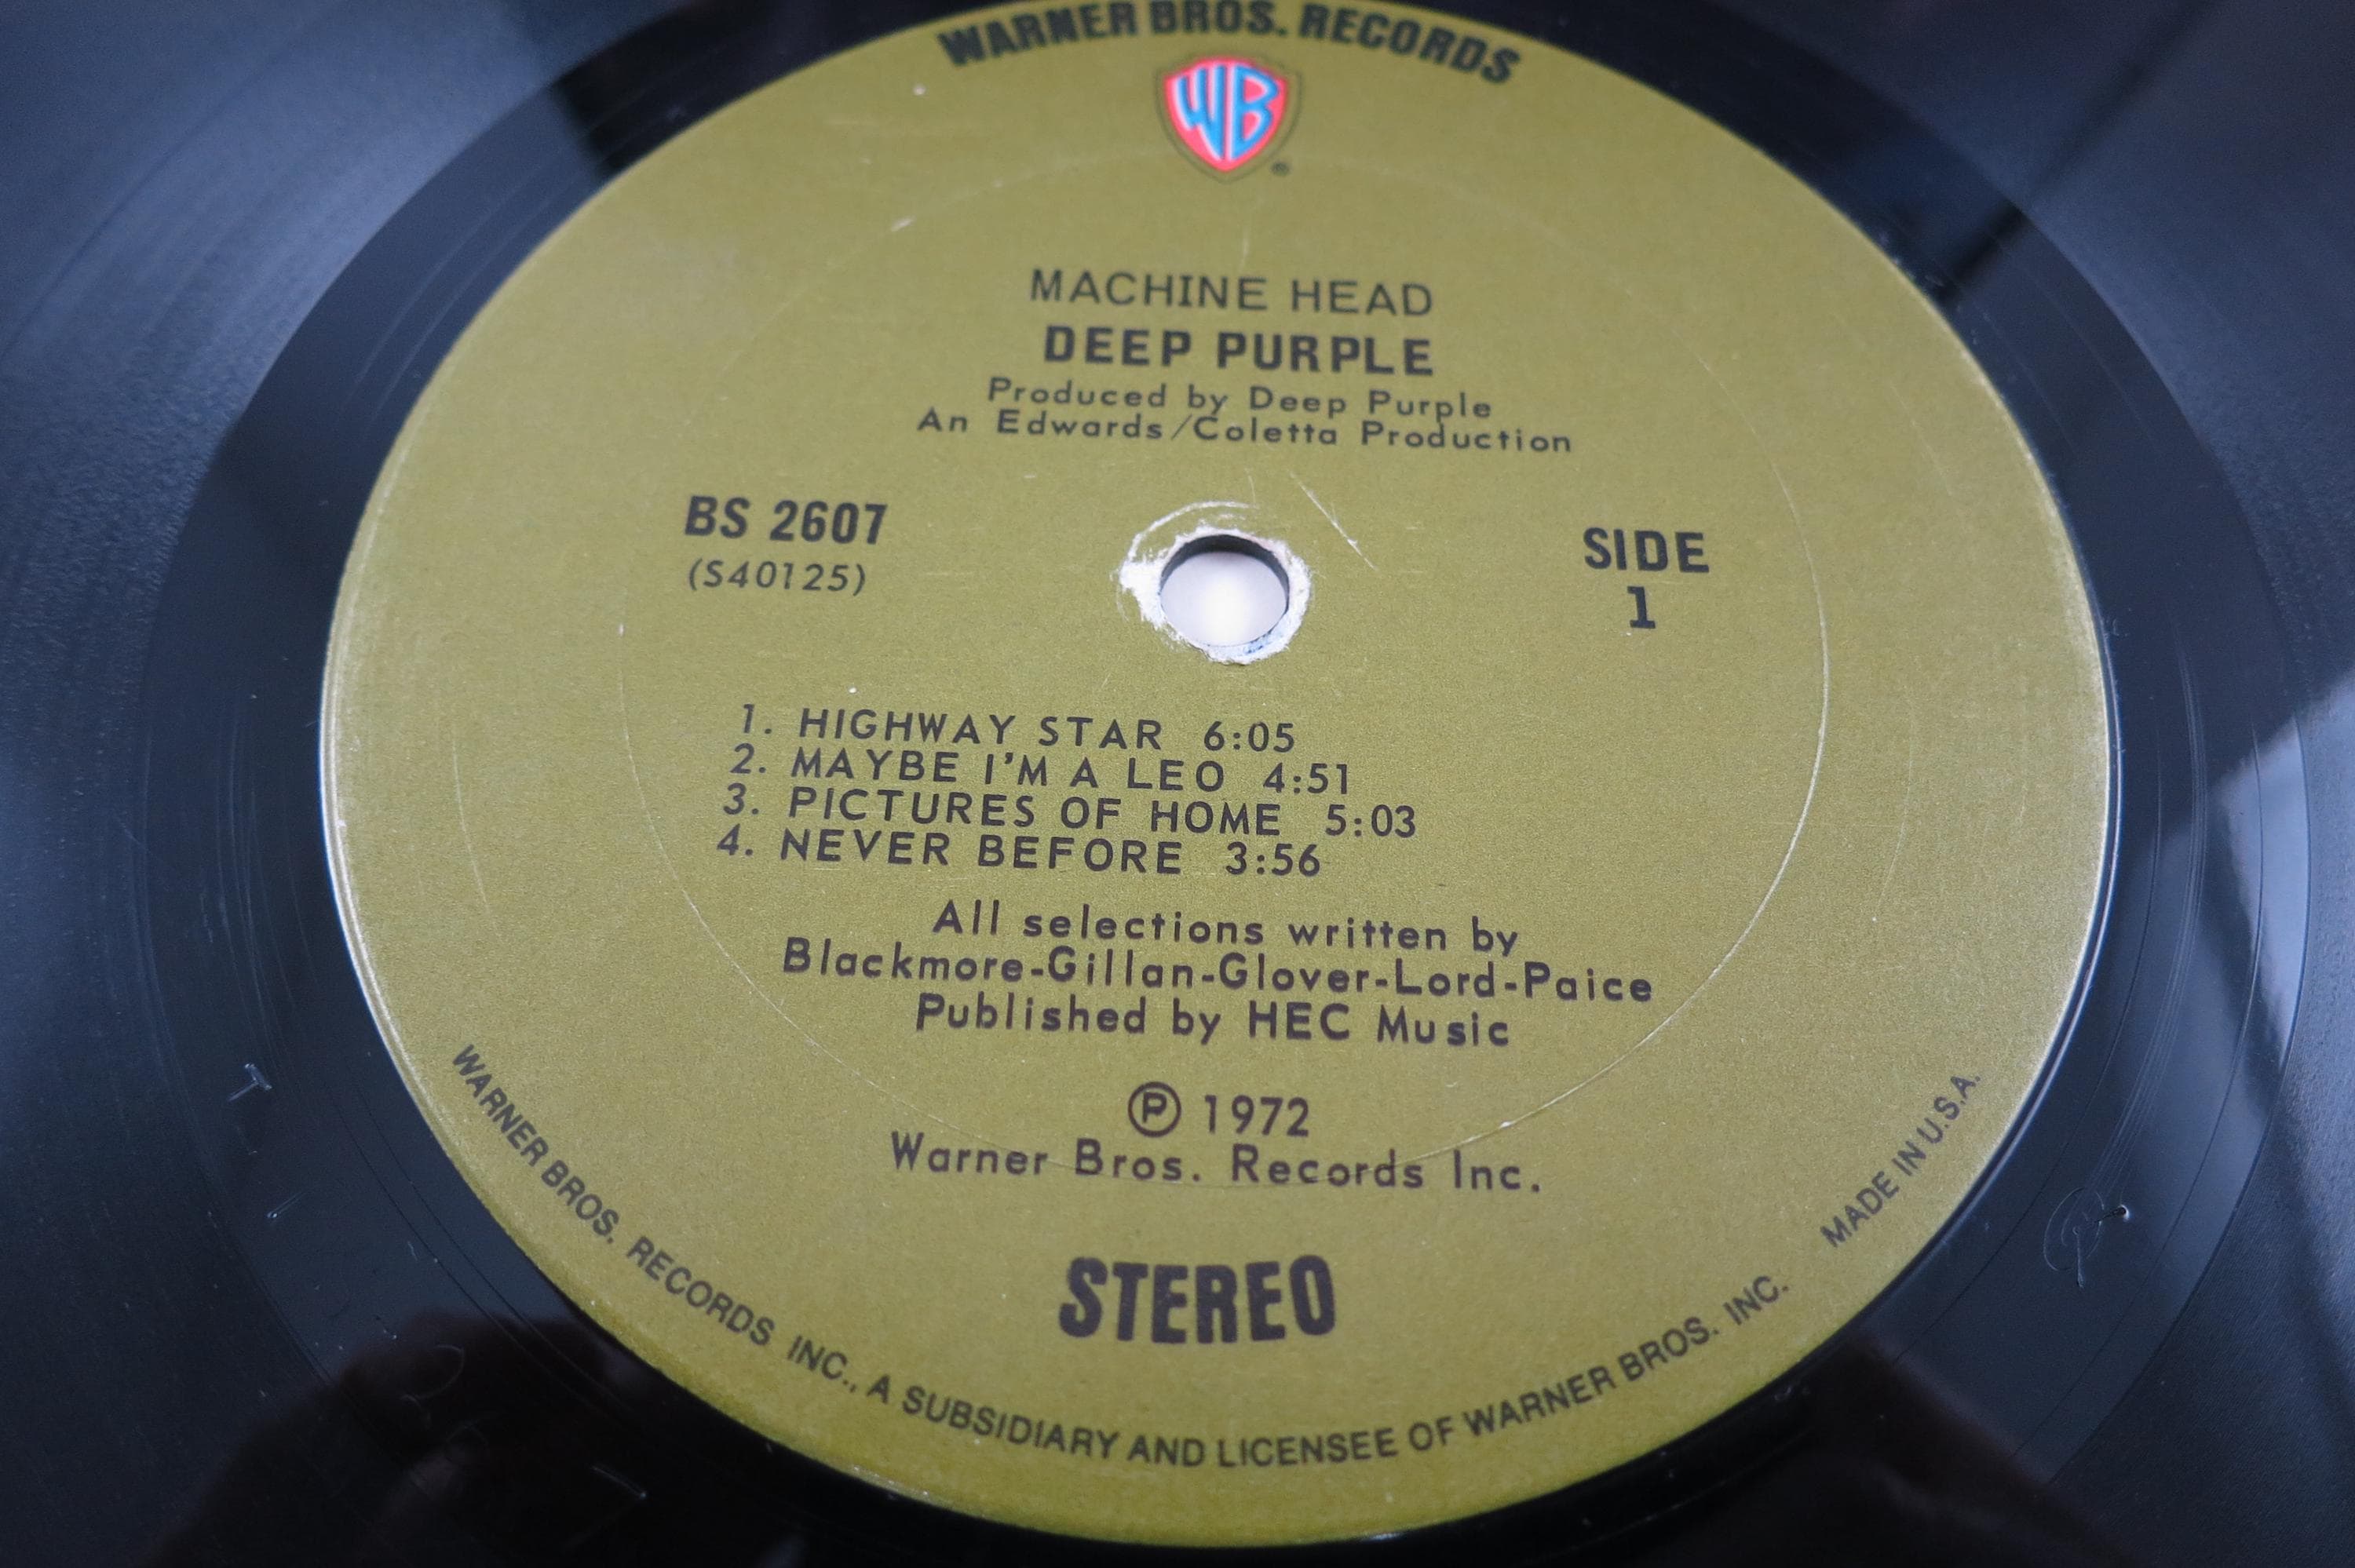 WARNER BROS. RECORDS
WB
®
MACHINE HEAD
DEEP PURPLE
Produced by Deep Purple
An Edwards/Coletta Production
BS 2607
(S40125)
SIDE
1
1. HIGHWAY STAR 6:05
2. MAYBE I'M A LEO 4:51
3. PICTURES OF HOME 5:03
4. NEVER BEFORE 3:56
All selections written by
Blackmore-Gillan-Glover-Lord-Paice
Published by HEC Music
℗ 1972
Warner Bros. Records Inc.
STEREO
WARNER BROS. RECORDS INC., A SUBSIDIARY AND LICENSEE OF WARNER BROS. INC.
MADE IN U.S.A.